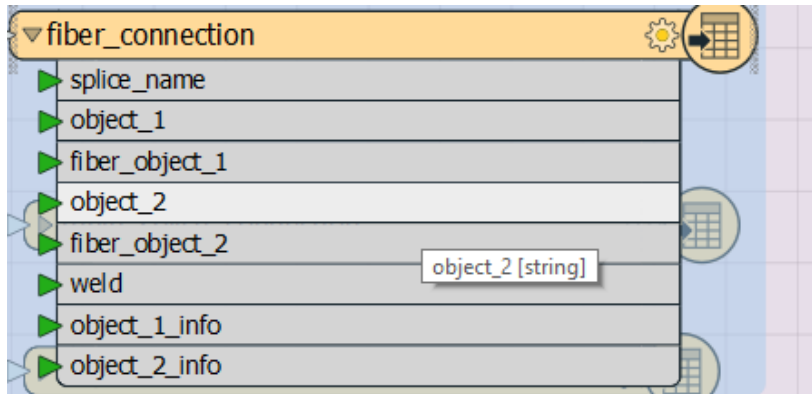 fiber_connection
splice_name
object_1
fiber_object_1
object_2
fiber_object_2
object_2 [string]
weld
object_1_info
object_2_info